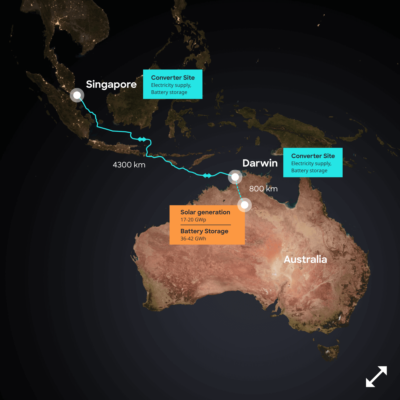 Singapore
Converter Site
Electricity supply,
Battery storage
4300 km
Darwin
Converter Site
Electricity supply,
Battery storage
800 km
Solar generation
17-20 GWp
Battery Storage
36-42 GWh
Australia